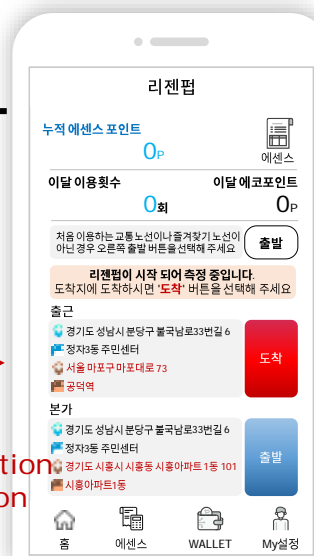 리젠펍
누적 에센스 포인트
0P
에센스
이달 이용횟수
이달 에코포인트
0회
0P
처음 이용하는 교통노선이나 즐겨찾기 노선이
아닌 경우 오른쪽 출발 버튼을 선택해 주세요
출발
리젠펍이 시작 되어 측정 중입니다.
도착지에 도착하시면 '도착' 버튼을 선택해 주세요
출근
경기도 성남시 분당구 불국남로33번길 6
정자3동 주민센터
서울 마포구 마포대로 73
공덕역
도착
본가
경기도 성남시 분당구 불국남로33번길 6
정자3동 주민센터
tion
경기도 시흥시 시흥동 시흥아파트 1동 101
on
시흥아파트1동
출발
홈
에센스
WALLET
My설정